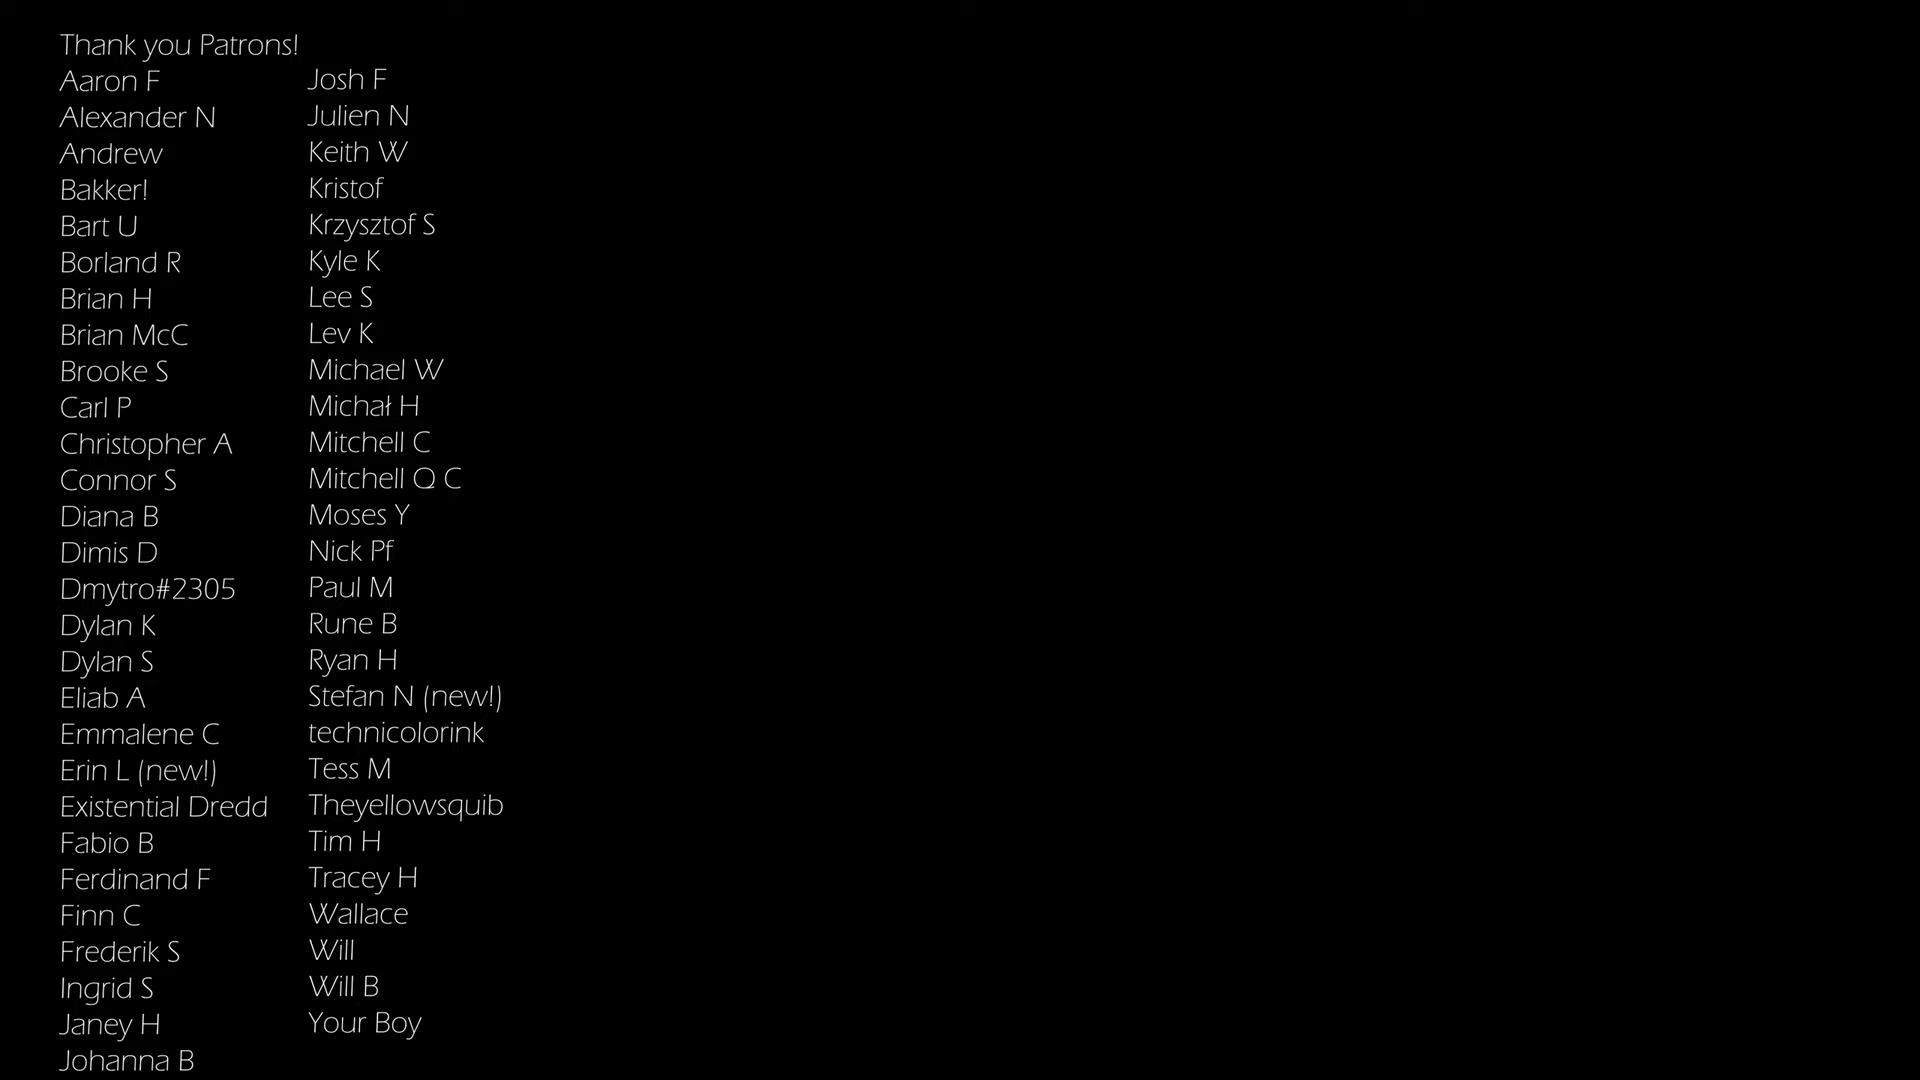 Thank you Patrons!
Aaron F
Alexander N
Andrew
Bakker!
Bart U
Borland R
Brian H
Brian McC
Brooke S
Carl P
Christopher A
Connor S
Diana B
Dimis D
Dmytro#2305
Dylan K
Dylan S
Eliab A
Emmalene C
Erin L (new!)
Existential Dredd
Fabio B
Ferdinand F
Finn C
Frederik S
Ingrid S
Janey H
Johanna B
Josh F
Julien N
Keith W
Kristof
Krzysztof S
Kyle K
Lee S
Lev K
Michael W
Michał H
Mitchell C
Mitchell Q C
Moses Y
Nick Pf
Paul M
Rune B
Ryan H
Stefan N (new!)
technicolorink
Tess M
Theyellowsquib
Tim H
Tracey H
Wallace
Will
Will B
Your Boy